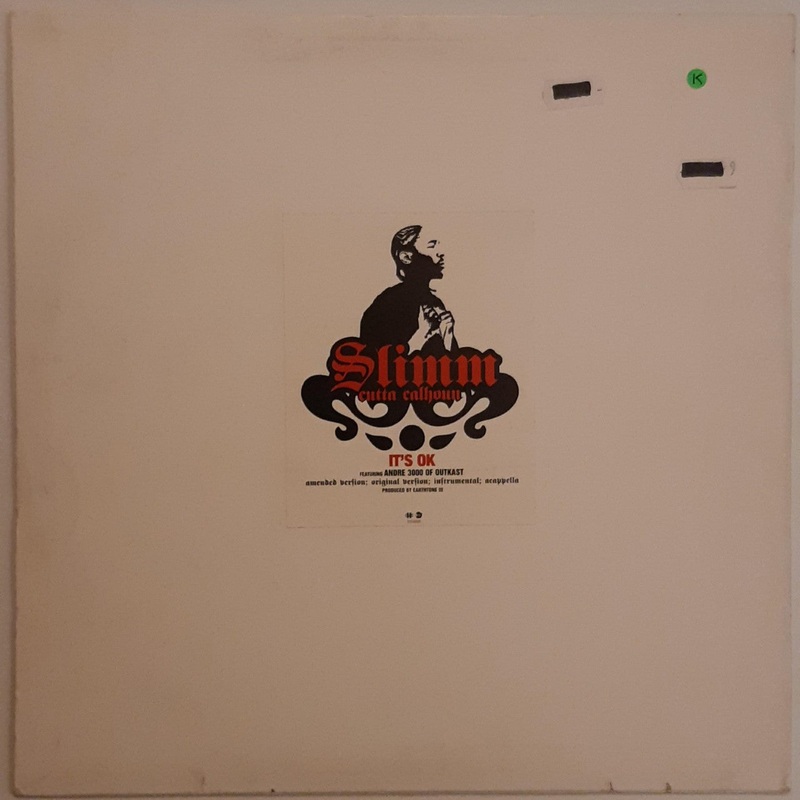 K
Slimm
cutta calhoun
IT'S OK
FEATURING ANDRE 3000 OF OUTKAST
amended version; original version; instrumental; acappella
PRODUCED BY EARTHTONE III